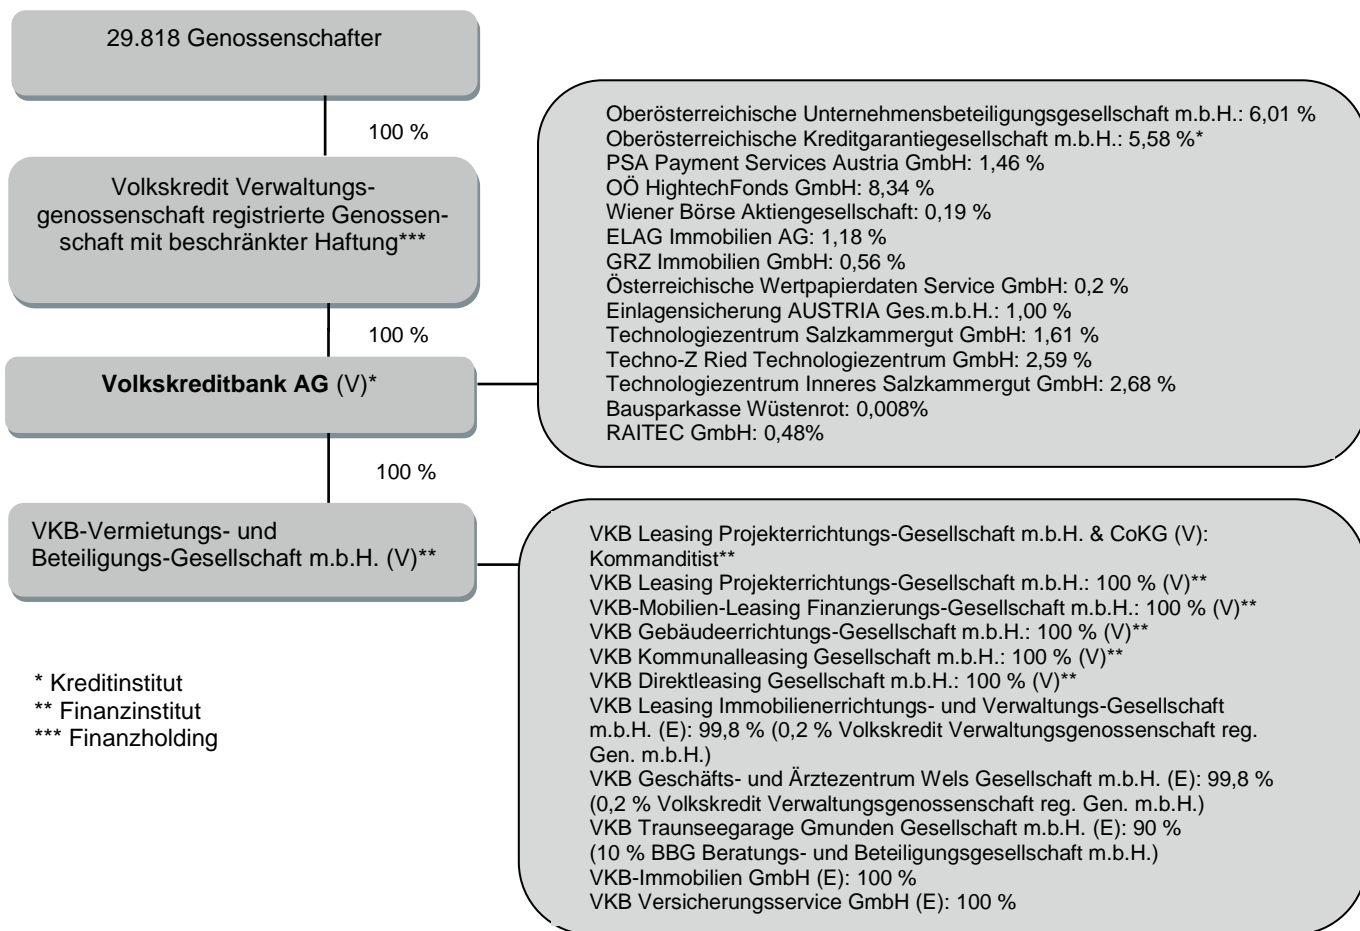 29.818 Genossenschafter
100 %
Volkskredit Verwaltungs-
genossenschaft registrierte Genossen-
schaft mit beschränkter Haftung***
100 %
Volkskreditbank AG (V)*
100 %
VKB-Vermietungs- und
Beteiligungs-Gesellschaft m.b.H. (V)**
* Kreditinstitut
** Finanzinstitut
*** Finanzholding
Oberösterreichische Unternehmensbeteiligungsgesellschaft m.b.H.: 6,01 %
Oberösterreichische Kreditgarantiegesellschaft m.b.H.: 5,58 %*
PSA Payment Services Austria GmbH: 1,46 %
OÖ HightechFonds GmbH: 8,34 %
Wiener Börse Aktiengesellschaft: 0,19 %
ELAG Immobilien AG: 1,18 %
GRZ Immobilien GmbH: 0,56 %
Österreichische Wertpapierdaten Service GmbH: 0,2 %
Einlagensicherung AUSTRIA Ges.m.b.H.: 1,00 %
Technologiezentrum Salzkammergut GmbH: 1,61 %
Techno-Z Ried Technologiezentrum GmbH: 2,59 %
Technologiezentrum Inneres Salzkammergut GmbH: 2,68 %
Bausparkasse Wüstenrot: 0,008%
RAITEC GmbH: 0,48%
VKB Leasing Projekterrichtungs-Gesellschaft m.b.H. & CoKG (V):
Kommanditist**
VKB Leasing Projekterrichtungs-Gesellschaft m.b.H.: 100 % (V)**
VKB-Mobilien-Leasing Finanzierungs-Gesellschaft m.b.H.: 100 % (V)**
VKB Gebäudeerrichtungs-Gesellschaft m.b.H.: 100 % (V)**
VKB Kommunalleasing Gesellschaft m.b.H.: 100 % (V)**
VKB Direktleasing Gesellschaft m.b.H.: 100 % (V)**
VKB Leasing Immobilienerrichtungs- und Verwaltungs-Gesellschaft
m.b.H. (E): 99,8 % (0,2 % Volkskredit Verwaltungsgenossenschaft reg.
Gen. m.b.H.)
VKB Geschäfts- und Ärztezentrum Wels Gesellschaft m.b.H. (E): 99,8 %
(0,2 % Volkskredit Verwaltungsgenossenschaft reg. Gen. m.b.H.)
VKB Traunseegarage Gmunden Gesellschaft m.b.H. (E): 90 %
(10 % BBG Beratungs- und Beteiligungsgesellschaft m.b.H.)
VKB-Immobilien GmbH (E): 100 %
VKB Versicherungsservice GmbH (E): 100 %